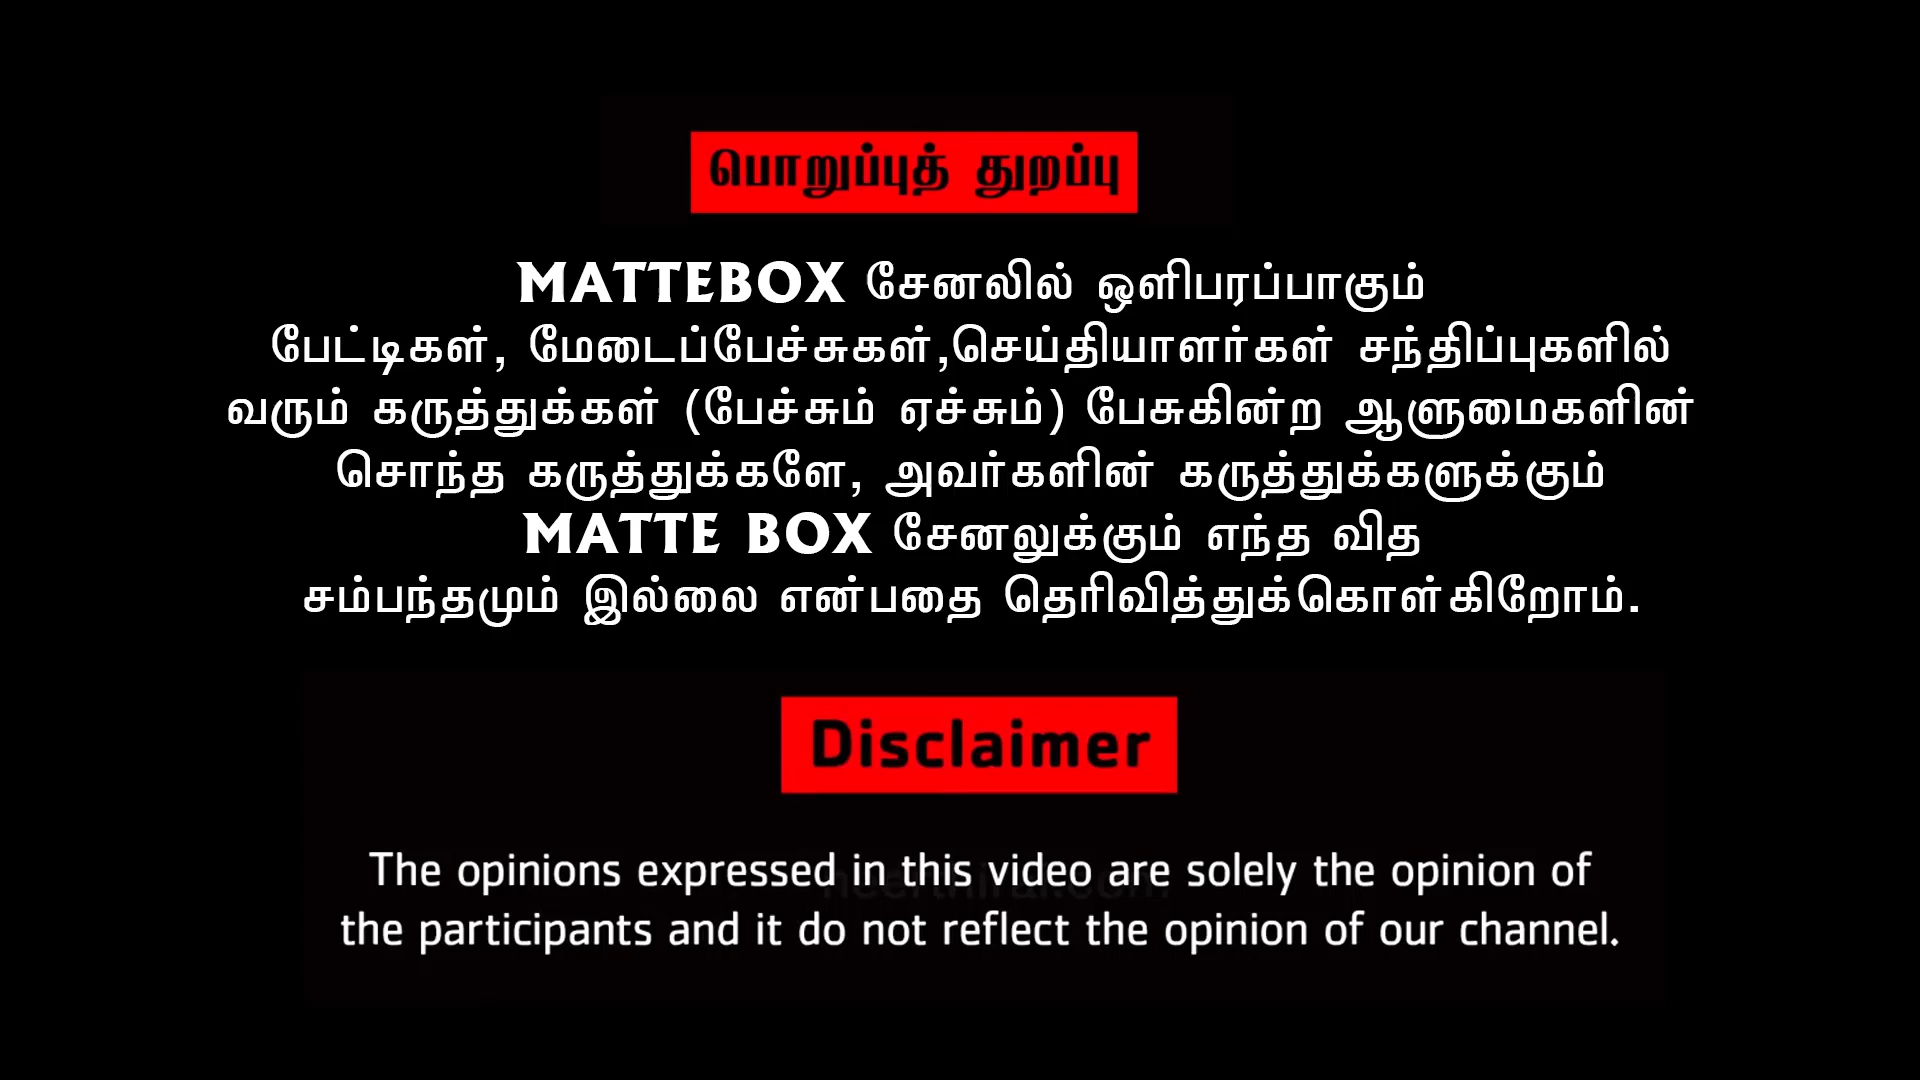 பொறுப்புத் துறப்பு
MATTEBOX சேனலில் ஒளிபரப்பாகும்
பேட்டிகள், மேடைப்பேச்சுகள்,செய்தியாளர்கள் சந்திப்புகளில்
வரும் கருத்துக்கள் (பேச்சும் ஏச்சும்) பேசுகின்ற ஆளுமைகளின்
சொந்த கருத்துக்களே, அவர்களின் கருத்துக்களுக்கும்
MATTE BOX சேனலுக்கும் எந்த வித
சம்பந்தமும் இல்லை என்பதை தெரிவித்துக்கொள்கிறோம்.
Disclaimer
The opinions expressed in this video are solely the opinion of
the participants and it do not reflect the opinion of our channel.